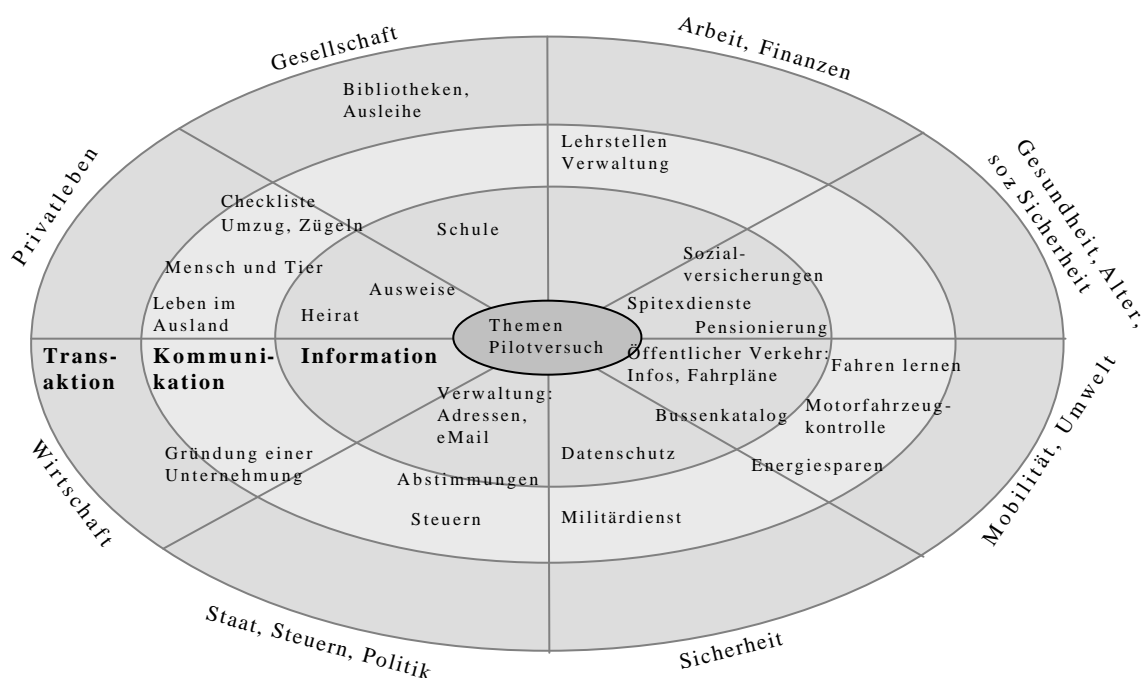 Gesellschaft
Arbeit, Finanzen
Bibliotheken,
Ausleihe
Lehrstellen
Verwaltung
Gesundheit, Alter,
soz Sicherheit
Privatleben
Checkliste
Umzug, Zügeln
Schule
Mensch und Tier
Sozial-
versicherungen
Ausweise
Leben im
Ausland
Heirat
Spitexdienste
Pensionierung
Themen
Pilotversuch
Trans-
aktion
Kommuni-
kation
Information
Öffentlicher Verkehr:
Infos, Fahrpläne
Fahren lernen
Verwaltung:
Adressen,
eMail
Bussenkatalog
Motorfahrzeug-
kontrolle
Gründung einer
Unternehmung
Datenschutz
Energiesparen
Abstimmungen
Steuern
Militärdienst
Wirtschaft
Mobilität, Umwelt
Staat, Steuern, Politik
Sicherheit